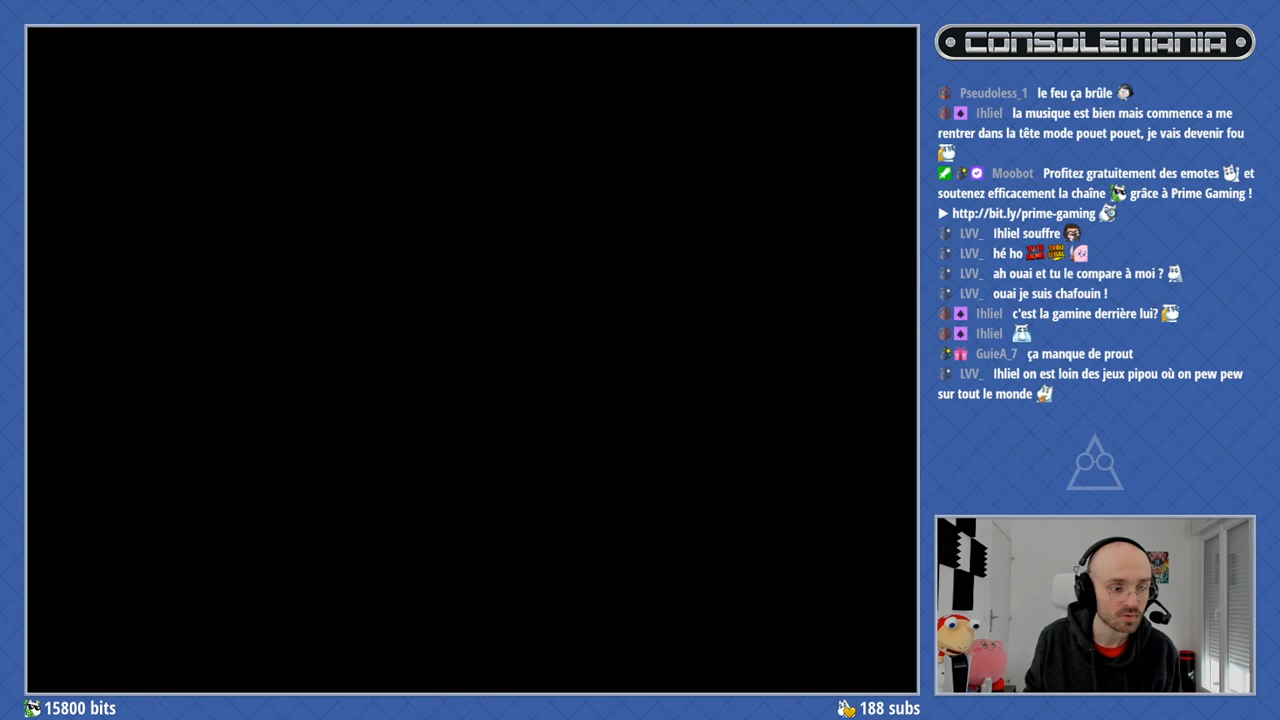 CONSOLEMANIA
Pseudoless_1 le feu ça brûle
Ihliel la musique est bien mais commence a me
rentrer dans la tête mode pouet pouet, je vais devenir fou
Moobot Profitez gratuitement des emotes et
soutenez efficacement la chaîne grâce à Prime Gaming !
▶ http://bit.ly/prime-gaming
LVV_ Ihliel souffre
LVV_ hé ho
LVV_ ah ouai et tu le compare à moi ?
LVV_ ouai je suis chafouin !
Ihliel c'est la gamine derrière lui?
Ihliel
GuieA_7 ça manque de prout
LVV_ Ihliel on est loin des jeux pipou où on pew pew
sur tout le monde
15800 bits
188 subs